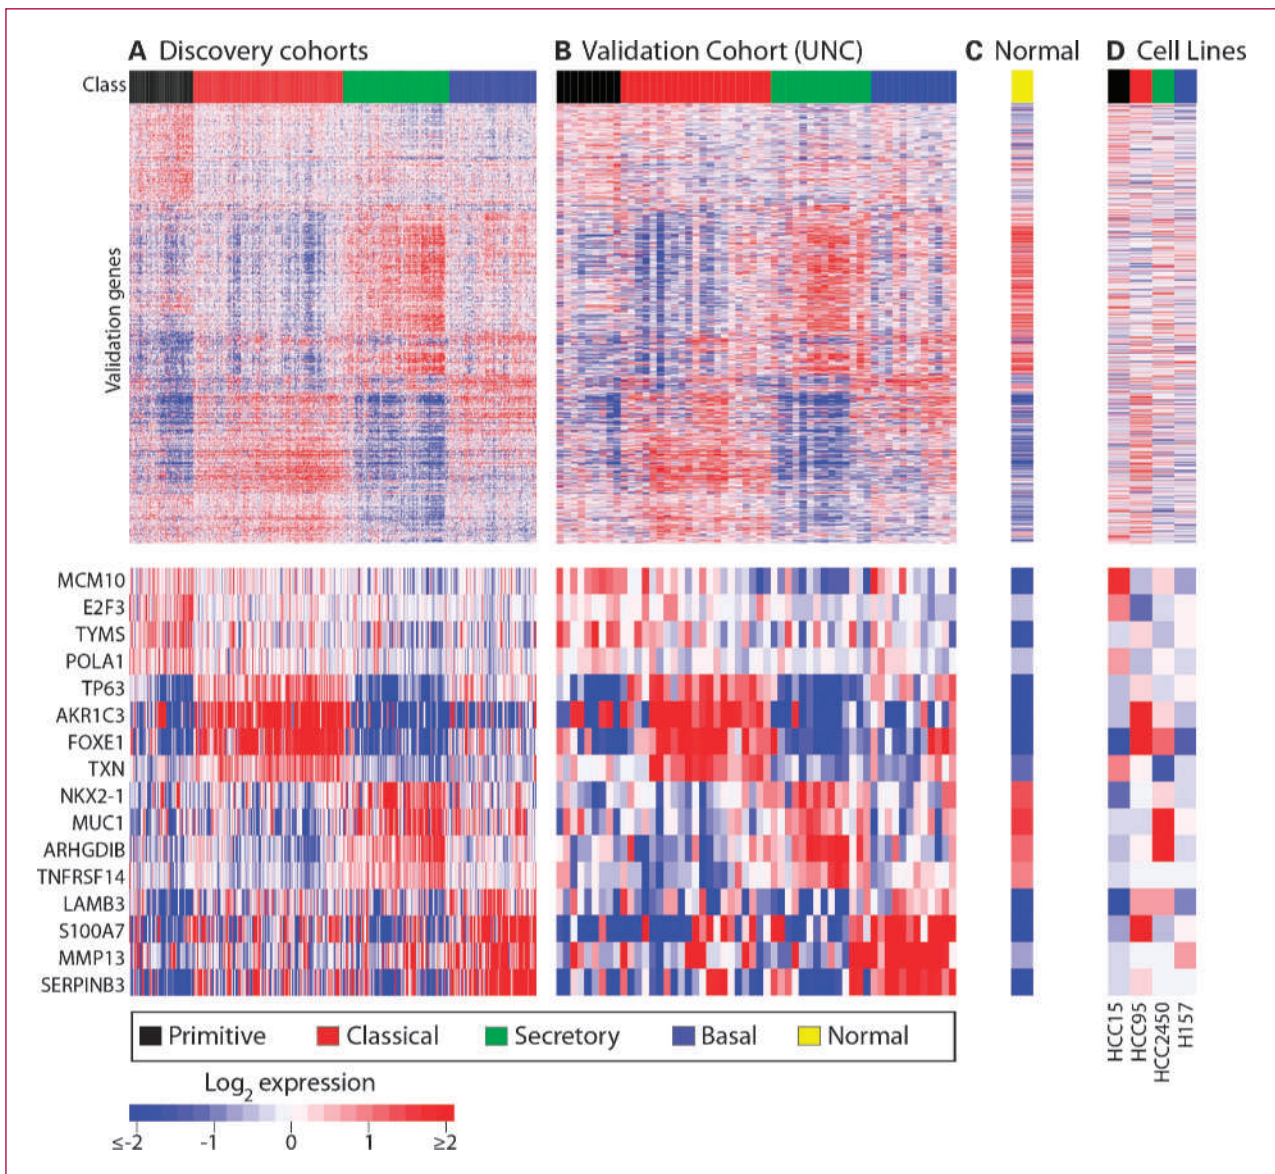 A Discovery cohorts
B Validation Cohort (UNC)
C Normal
D Cell Lines
Class
Validation genes
MCM10
E2F3
TYMS
POLA1
TP63
AKR1C3
FOXE1
TXN
NKX2-1
MUC1
ARHGDIB
TNFRSF14
LAMB3
S100A7
MMP13
SERPINB3
HCC15
HCC95
HCC2450
H157
Primitive Classical Secretory Basal Normal
Log2 expression
≤-2 -1 0 1 ≥2